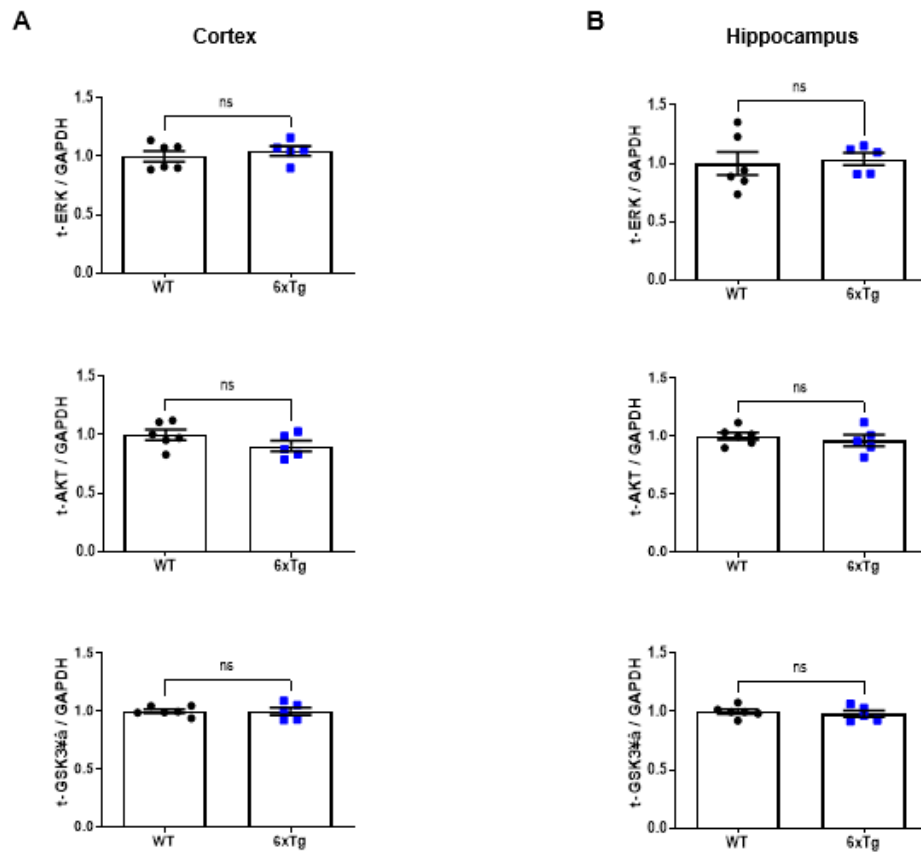 A
Cortex
t-ERK / GAPDH
1.5
1.0
0.5
0.0
ns
WT
6xTg
t-AKT / GAPDH
1.5
1.0
0.5
0.0
ns
WT
6xTg
t-GSK3¥â / GAPDH
1.5
1.0
0.5
0.0
ns
WT
6xTg
B
Hippocampus
t-ERK / GAPDH
1.5
1.0
0.5
0.0
ns
WT
6xTg
t-AKT / GAPDH
1.5
1.0
0.5
0.0
ns
WT
6xTg
t-GSK3¥â / GAPDH
1.5
1.0
0.5
0.0
ns
WT
6xTg